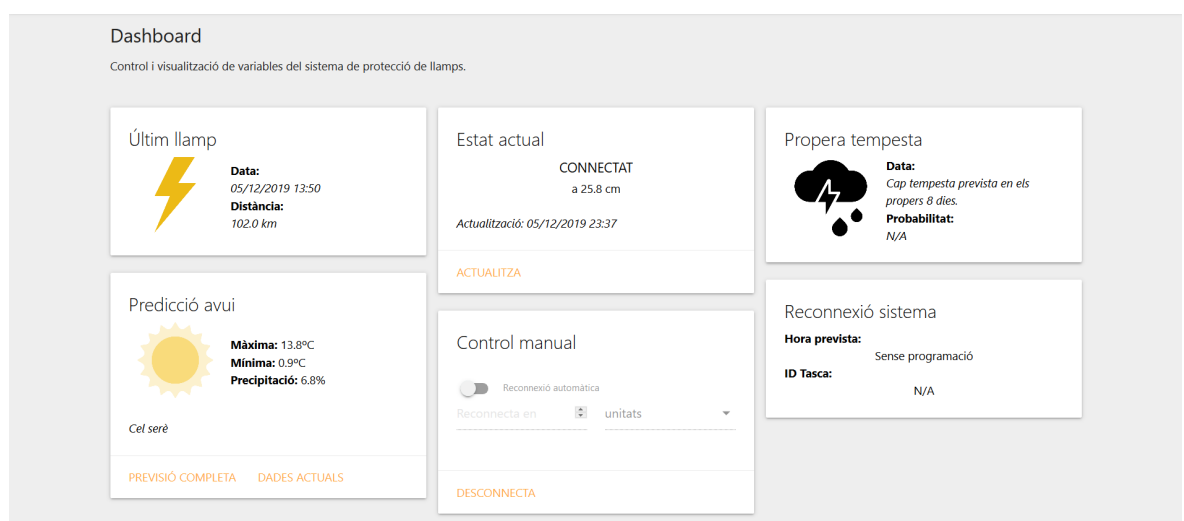 Dashboard
Control i visualització de variables del sistema de protecció de llamps.
Últim llamp
Data:
05/12/2019 13:50
Distància:
102.0 km
Predicció avui
Màxima: 13.8ºC
Mínima: 0.9ºC
Precipitació: 6.8%
Cel serè
PREVISIÓ COMPLETA DADES ACTUALS
Estat actual
CONNECTAT
a 25.8 cm
Actualització: 05/12/2019 23:37
ACTUALITZA
Control manual
Reconnexió automàtica
Reconnecta en unitats
DESCONNECTA
Propera tempesta
Data:
Cap tempesta prevista en els
propers 8 dies.
Probabilitat:
N/A
Reconnexió sistema
Hora prevista:
Sense programació
ID Tasca:
N/A